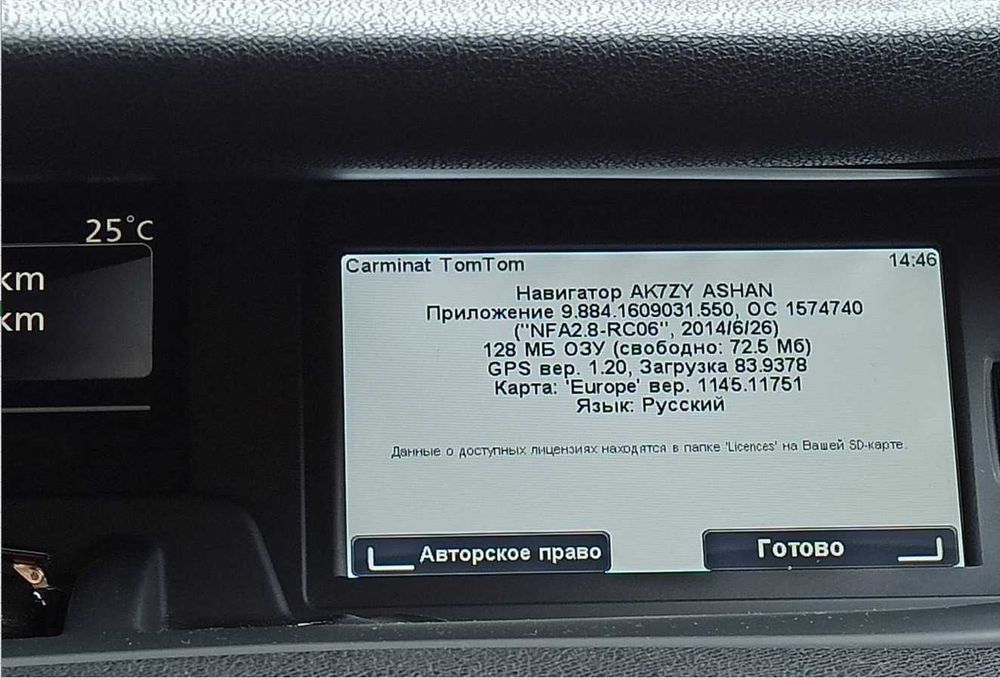 25°C
km
km
Carminat TomTom
14:46
Навигатор AK7ZY ASHAN
Приложение 9.884.1609031.550, ОС 1574740
("NFA2.8-RC06", 2014/6/26)
128 МБ ОЗУ (свободно: 72.5 Мб)
GPS вер. 1.20, Загрузка 83.9378
Карта: 'Europe' вер. 1145.11751
Язык: Русский
Данные о доступных лицензиях находятся в папке 'Licences' на Вашей SD-карте.
Авторское право
Готово